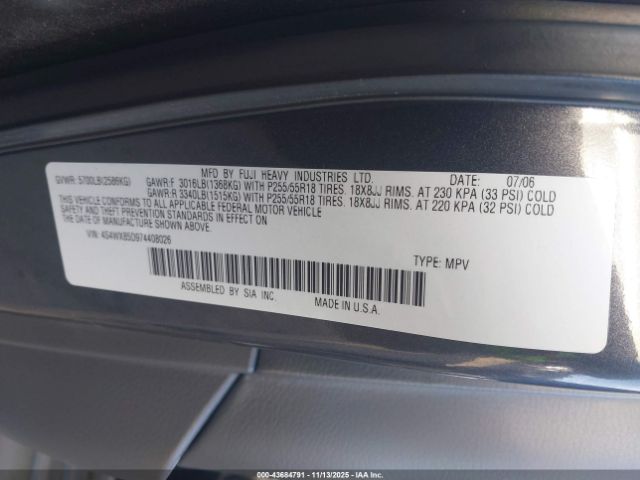 MFD BY FUJI HEAVY INDUSTRIES LTD. DATE: 07/06
GVWR: 5700LB(2586KG) GAWR:F 3016LB(1368KG) WITH P255/55R18 TIRES. 18X8JJ RIMS. AT 230 KPA (33 PSI) COLD
GAWR:R 3340LB(1515KG) WITH P255/55R18 TIRES. 18X8JJ RIMS. AT 220 KPA (32 PSI) COLD
THIS VEHICLE CONFORMS TO ALL APPLICABLE FEDERAL MOTOR VEHICLE
SAFETY AND THEFT PREVENTION STANDARDS IN EFFECT ON
THE DATE OF MANUFACTURE SHOWN ABOVE.
VIN: 4S4WX85D974408026 TYPE: MPV
ASSEMBLED BY SIA INC. MADE IN U.S.A.
IAA 43684791 | 11/13/2025 | IAAI.COM